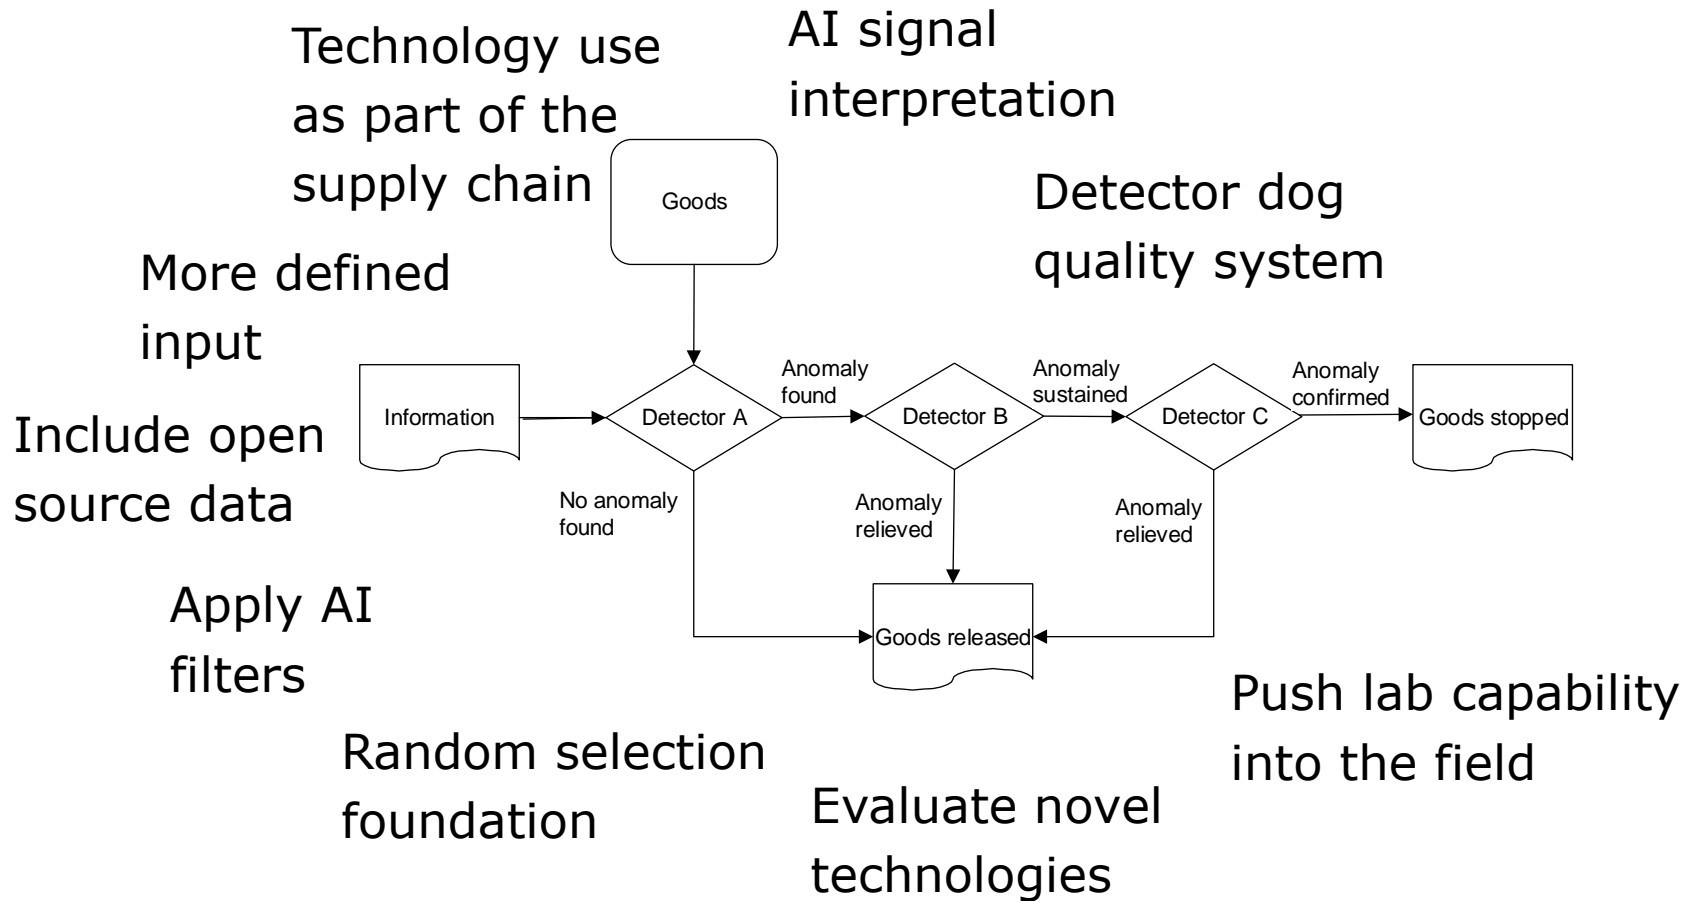 Technology use
as part of the
supply chain
AI signal
interpretation
Goods
Detector dog
quality system
More defined
input
Include open
source data
Information
Detector A
Anomaly
found
Detector B
Anomaly
sustained
Detector C
Anomaly
confirmed
Goods stopped
No anomaly
found
Anomaly
relieved
Anomaly
relieved
Goods released
Apply AI
filters
Random selection
foundation
Evaluate novel
technologies
Push lab capability
into the field